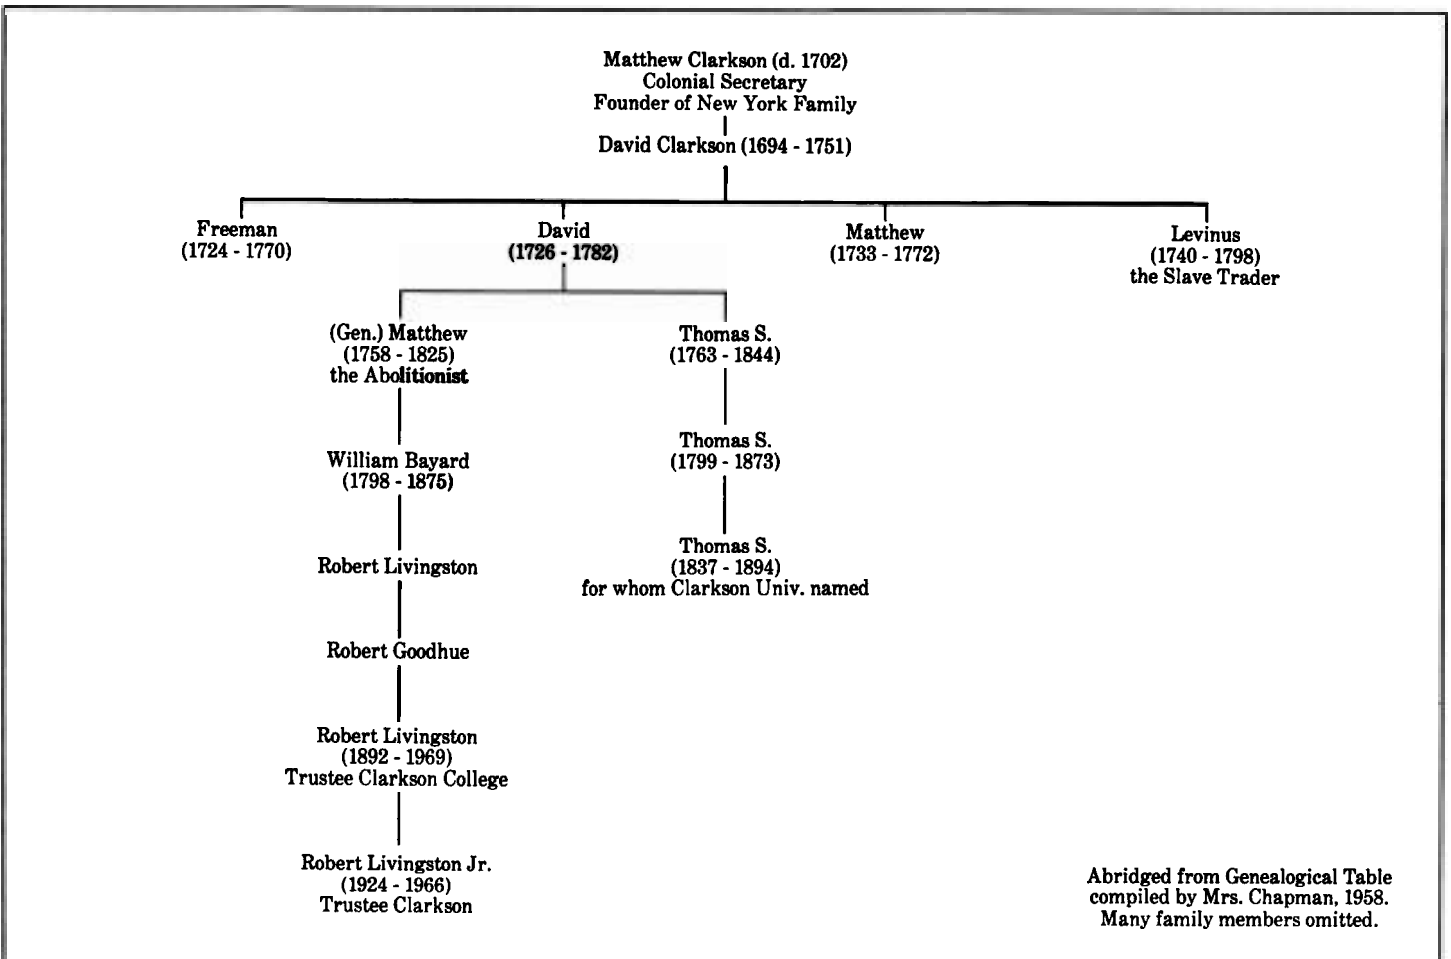 Matthew Clarkson (d. 1702)
Colonial Secretary
Founder of New York Family
David Clarkson (1694 - 1751)
Freeman
(1724 - 1770)
David
(1726 - 1782)
Matthew
(1733 - 1772)
Levinus
(1740 - 1798)
the Slave Trader
(Gen.) Matthew
(1758 - 1825)
the Abolitionist
Thomas S.
(1763 - 1844)
William Bayard
(1798 - 1875)
Thomas S.
(1799 - 1873)
Robert Livingston
Thomas S.
(1837 - 1894)
for whom Clarkson Univ. named
Robert Goodhue
Robert Livingston
(1892 - 1969)
Trustee Clarkson College
Robert Livingston Jr.
(1924 - 1966)
Trustee Clarkson
Abridged from Genealogical Table
compiled by Mrs. Chapman, 1958.
Many family members omitted.